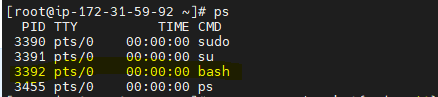 [root@ip-172-31-59-92 ~]# ps
PID TTY TIME CMD
3390 pts/0 00:00:00 sudo
3391 pts/0 00:00:00 su
3392 pts/0 00:00:00 bash
3455 pts/0 00:00:00 ps